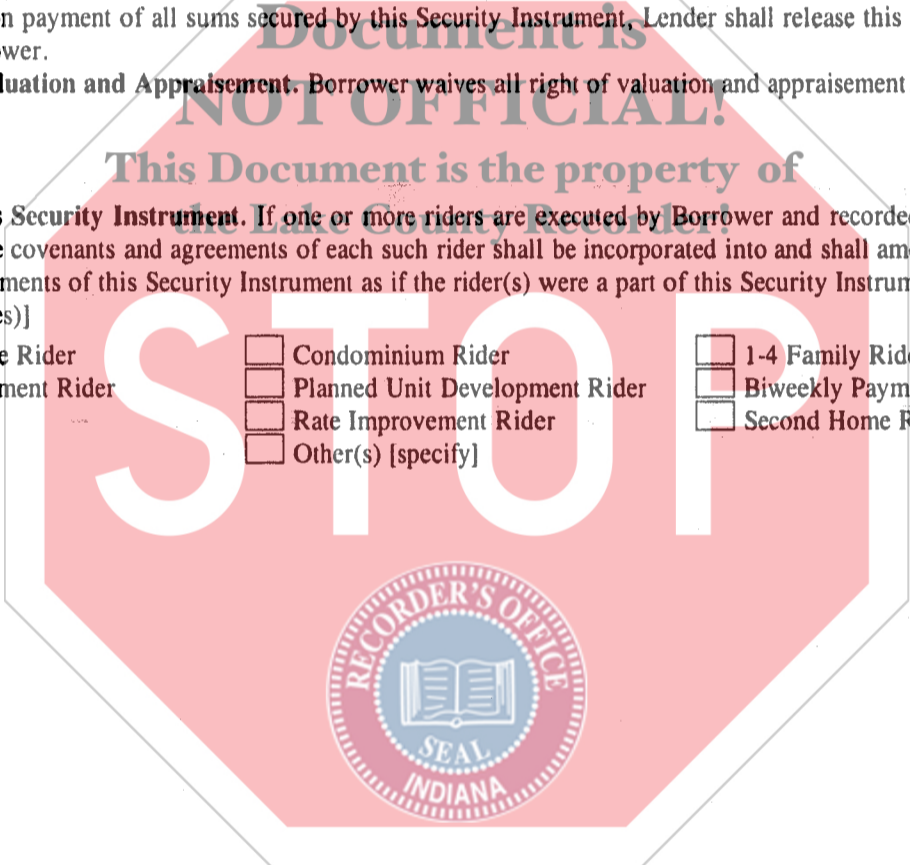 n payment of all sums secured by this Security Instrument, Lender shall release this
wer.
luation and Appraisement. Borrower waives all right of valuation and appraisement
s Security Instrument. If one or more riders are executed by Borrower and recorde
e covenants and agreements of each such rider shall be incorporated into and shall am
ments of this Security Instrument as if the rider(s) were a part of this Security Instrum
s)]
e Rider Condominium Rider 1-4 Family Ride
ment Rider Planned Unit Development Rider Biweekly Paym
Rate Improvement Rider Second Home R
Other(s) [specify]
Document is
NOT OFFICIAL!
This Document is the property of
the Lake County Recorder!
STOP
RECORDER'S OFFICE
SEAL
INDIANA